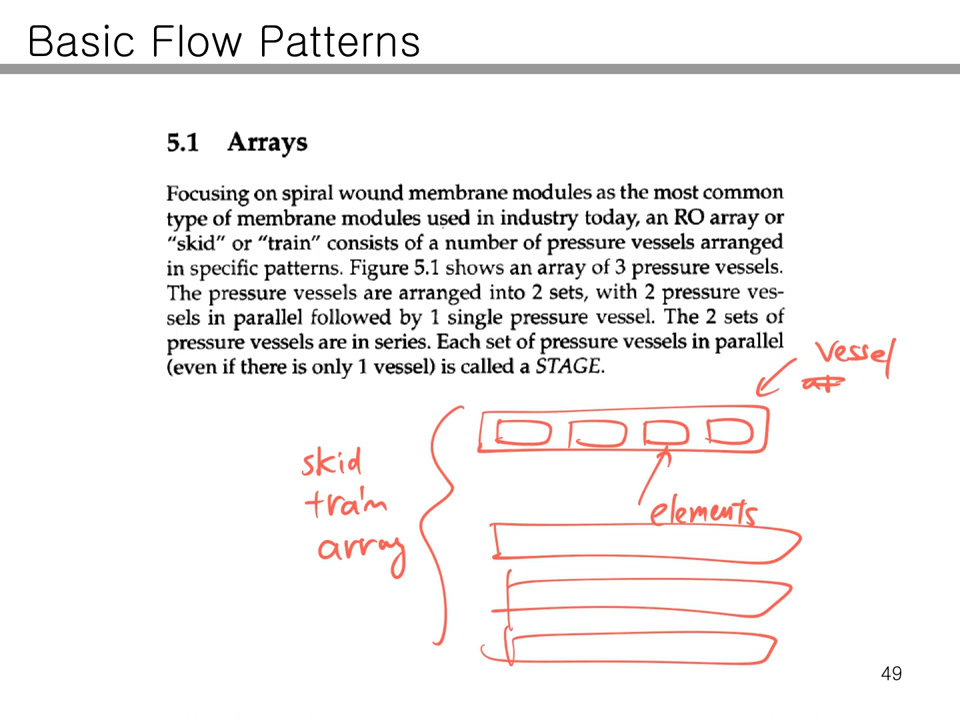 Basic Flow Patterns
5.1 Arrays
Focusing on spiral wound membrane modules as the most common
type of membrane modules used in industry today, an RO array or
“skid” or “train” consists of a number of pressure vessels arranged
in specific patterns. Figure 5.1 shows an array of 3 pressure vessels.
The pressure vessels are arranged into 2 sets, with 2 pressure ves-
sels in parallel followed by 1 single pressure vessel. The 2 sets of
pressure vessels are in series. Each set of pressure vessels in parallel
(even if there is only 1 vessel) is called a STAGE.
vessel
skid
train
array
elements
49